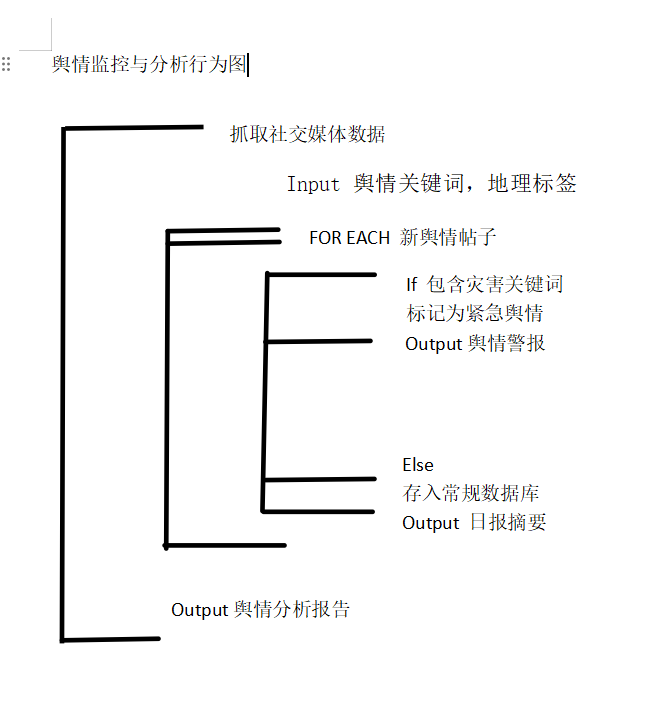 舆情监控与分析行为图
抓取社交媒体数据
Input 舆情关键词，地理标签
FOR EACH 新舆情帖子
If 包含灾害关键词
标记为紧急舆情
Output 舆情警报
Else
存入常规数据库
Output 日报摘要
Output 舆情分析报告